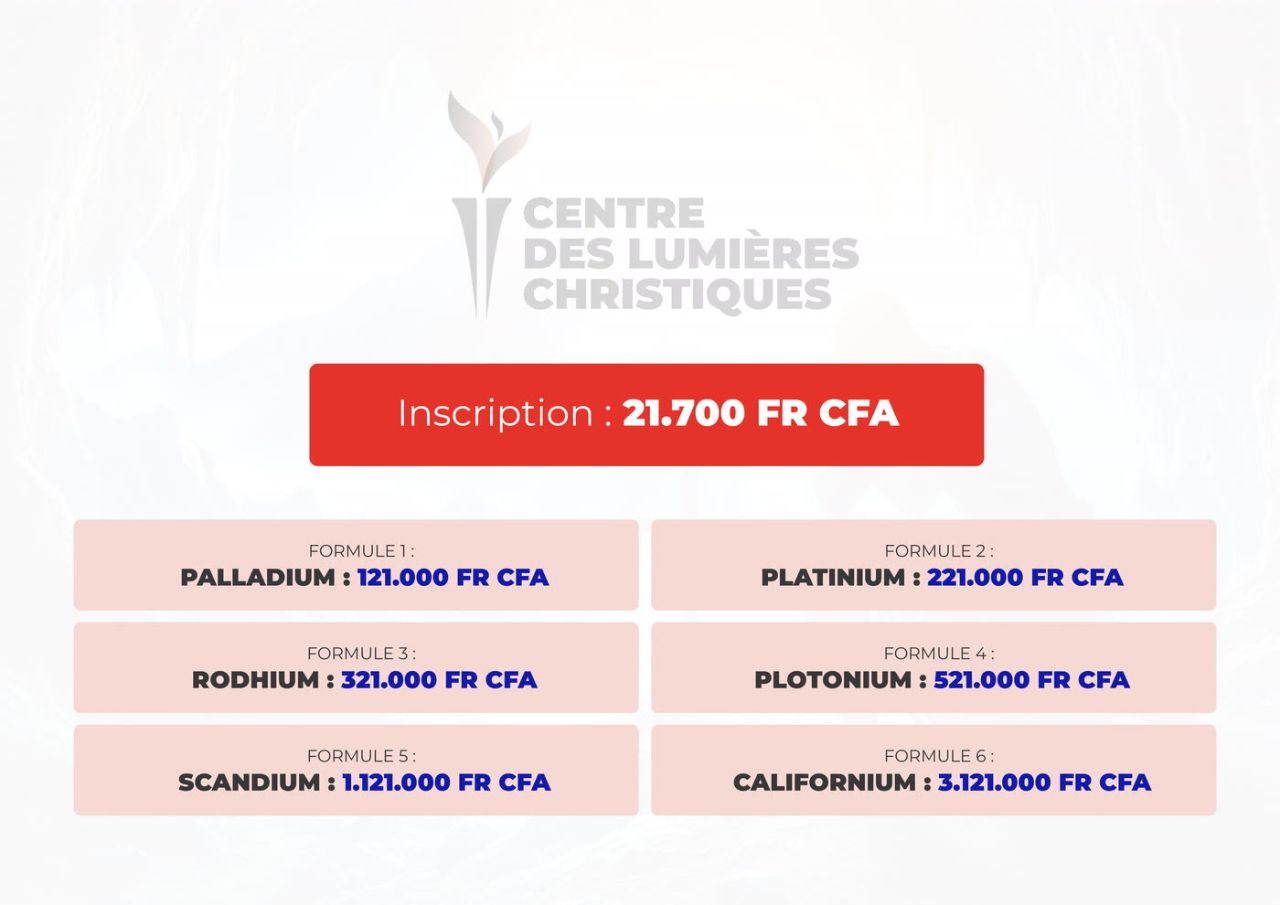 CENTRE
DES LUMIÈRES
CHRISTIQUES
Inscription : 21.700 FR CFA
FORMULE 1 :
PALLADIUM : 121.000 FR CFA
FORMULE 2 :
PLATINIUM : 221.000 FR CFA
FORMULE 3 :
RODHIUM : 321.000 FR CFA
FORMULE 4 :
PLOTONIUM : 521.000 FR CFA
FORMULE 5 :
SCANDIUM : 1.121.000 FR CFA
FORMULE 6 :
CALIFORNIUM : 3.121.000 FR CFA